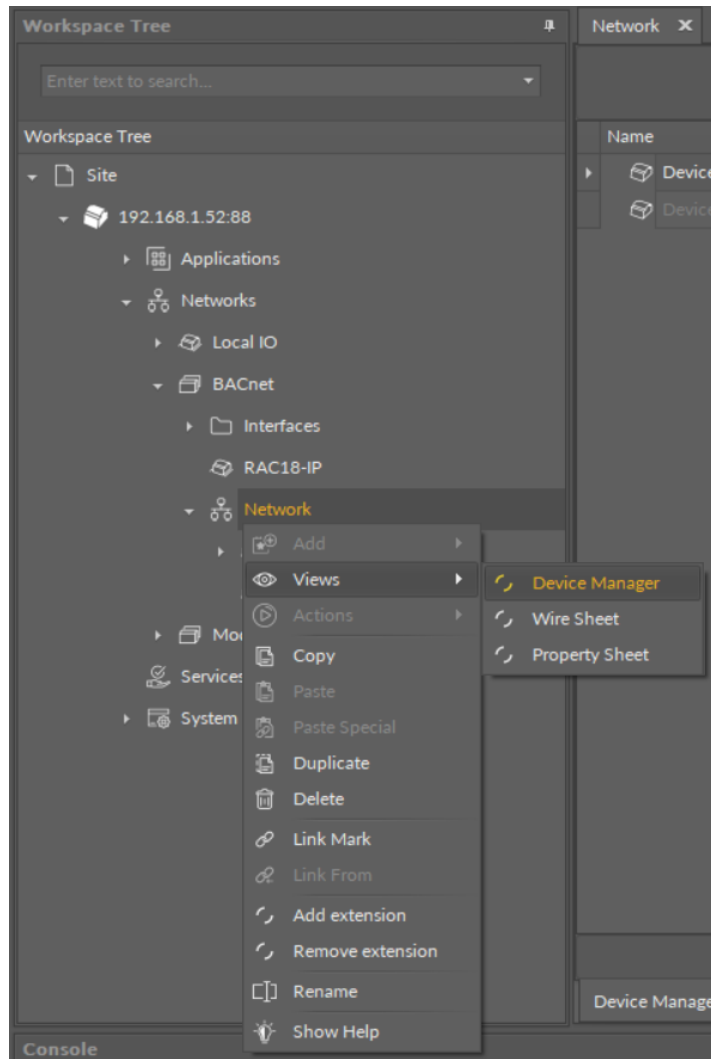 Workspace Tree
Network
Enter text to search...
Workspace Tree
Name
Site
Device
192.168.1.52:88
Device
Applications
Networks
Local IO
BACnet
Interfaces
RAC18-IP
Network
Add
Views
Device Manager
Actions
Wire Sheet
Copy
Property Sheet
Services
Paste
System
Paste Special
Duplicate
Delete
Link Mark
Link From
Add extension
Remove extension
Rename
Device Manage
Show Help
Console